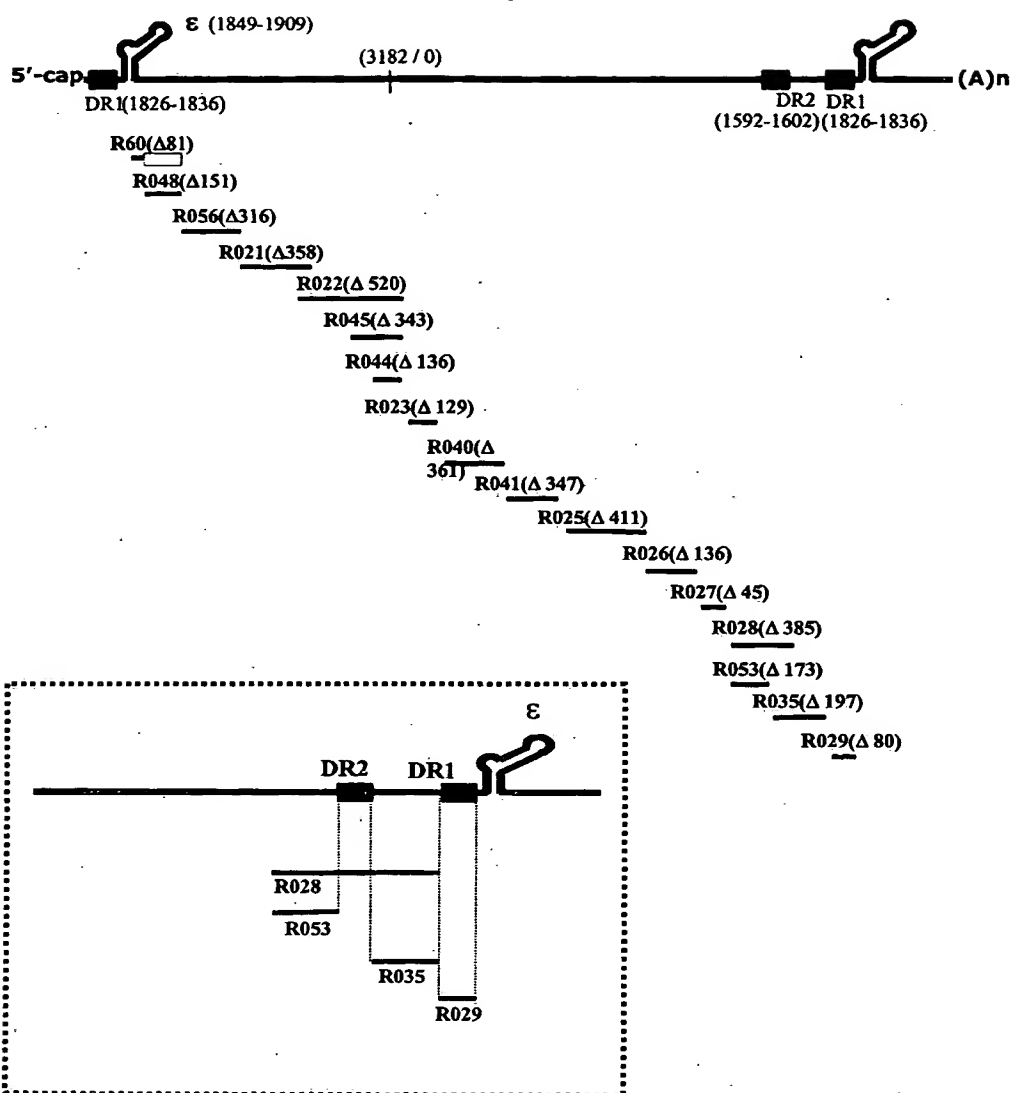 ε (1849-1909)
(3182 / 0)
5'-cap
(A)n
DR1(1826-1836)
DR2 DR1
(1592-1602)(1826-1836)
R60(Δ81)
R048(Δ151)
R056(Δ316)
R021(Δ358)
R022(Δ 520)
R045(Δ 343)
R044(Δ 136)
R023(Δ 129)
R040(Δ
361)
R041(Δ 347)
R025(Δ 411)
R026(Δ 136)
R027(Δ 45)
R028(Δ 385)
R053(Δ 173)
R035(Δ 197)
R029(Δ 80)
ε
DR2 DR1
R028
R053
R035
R029